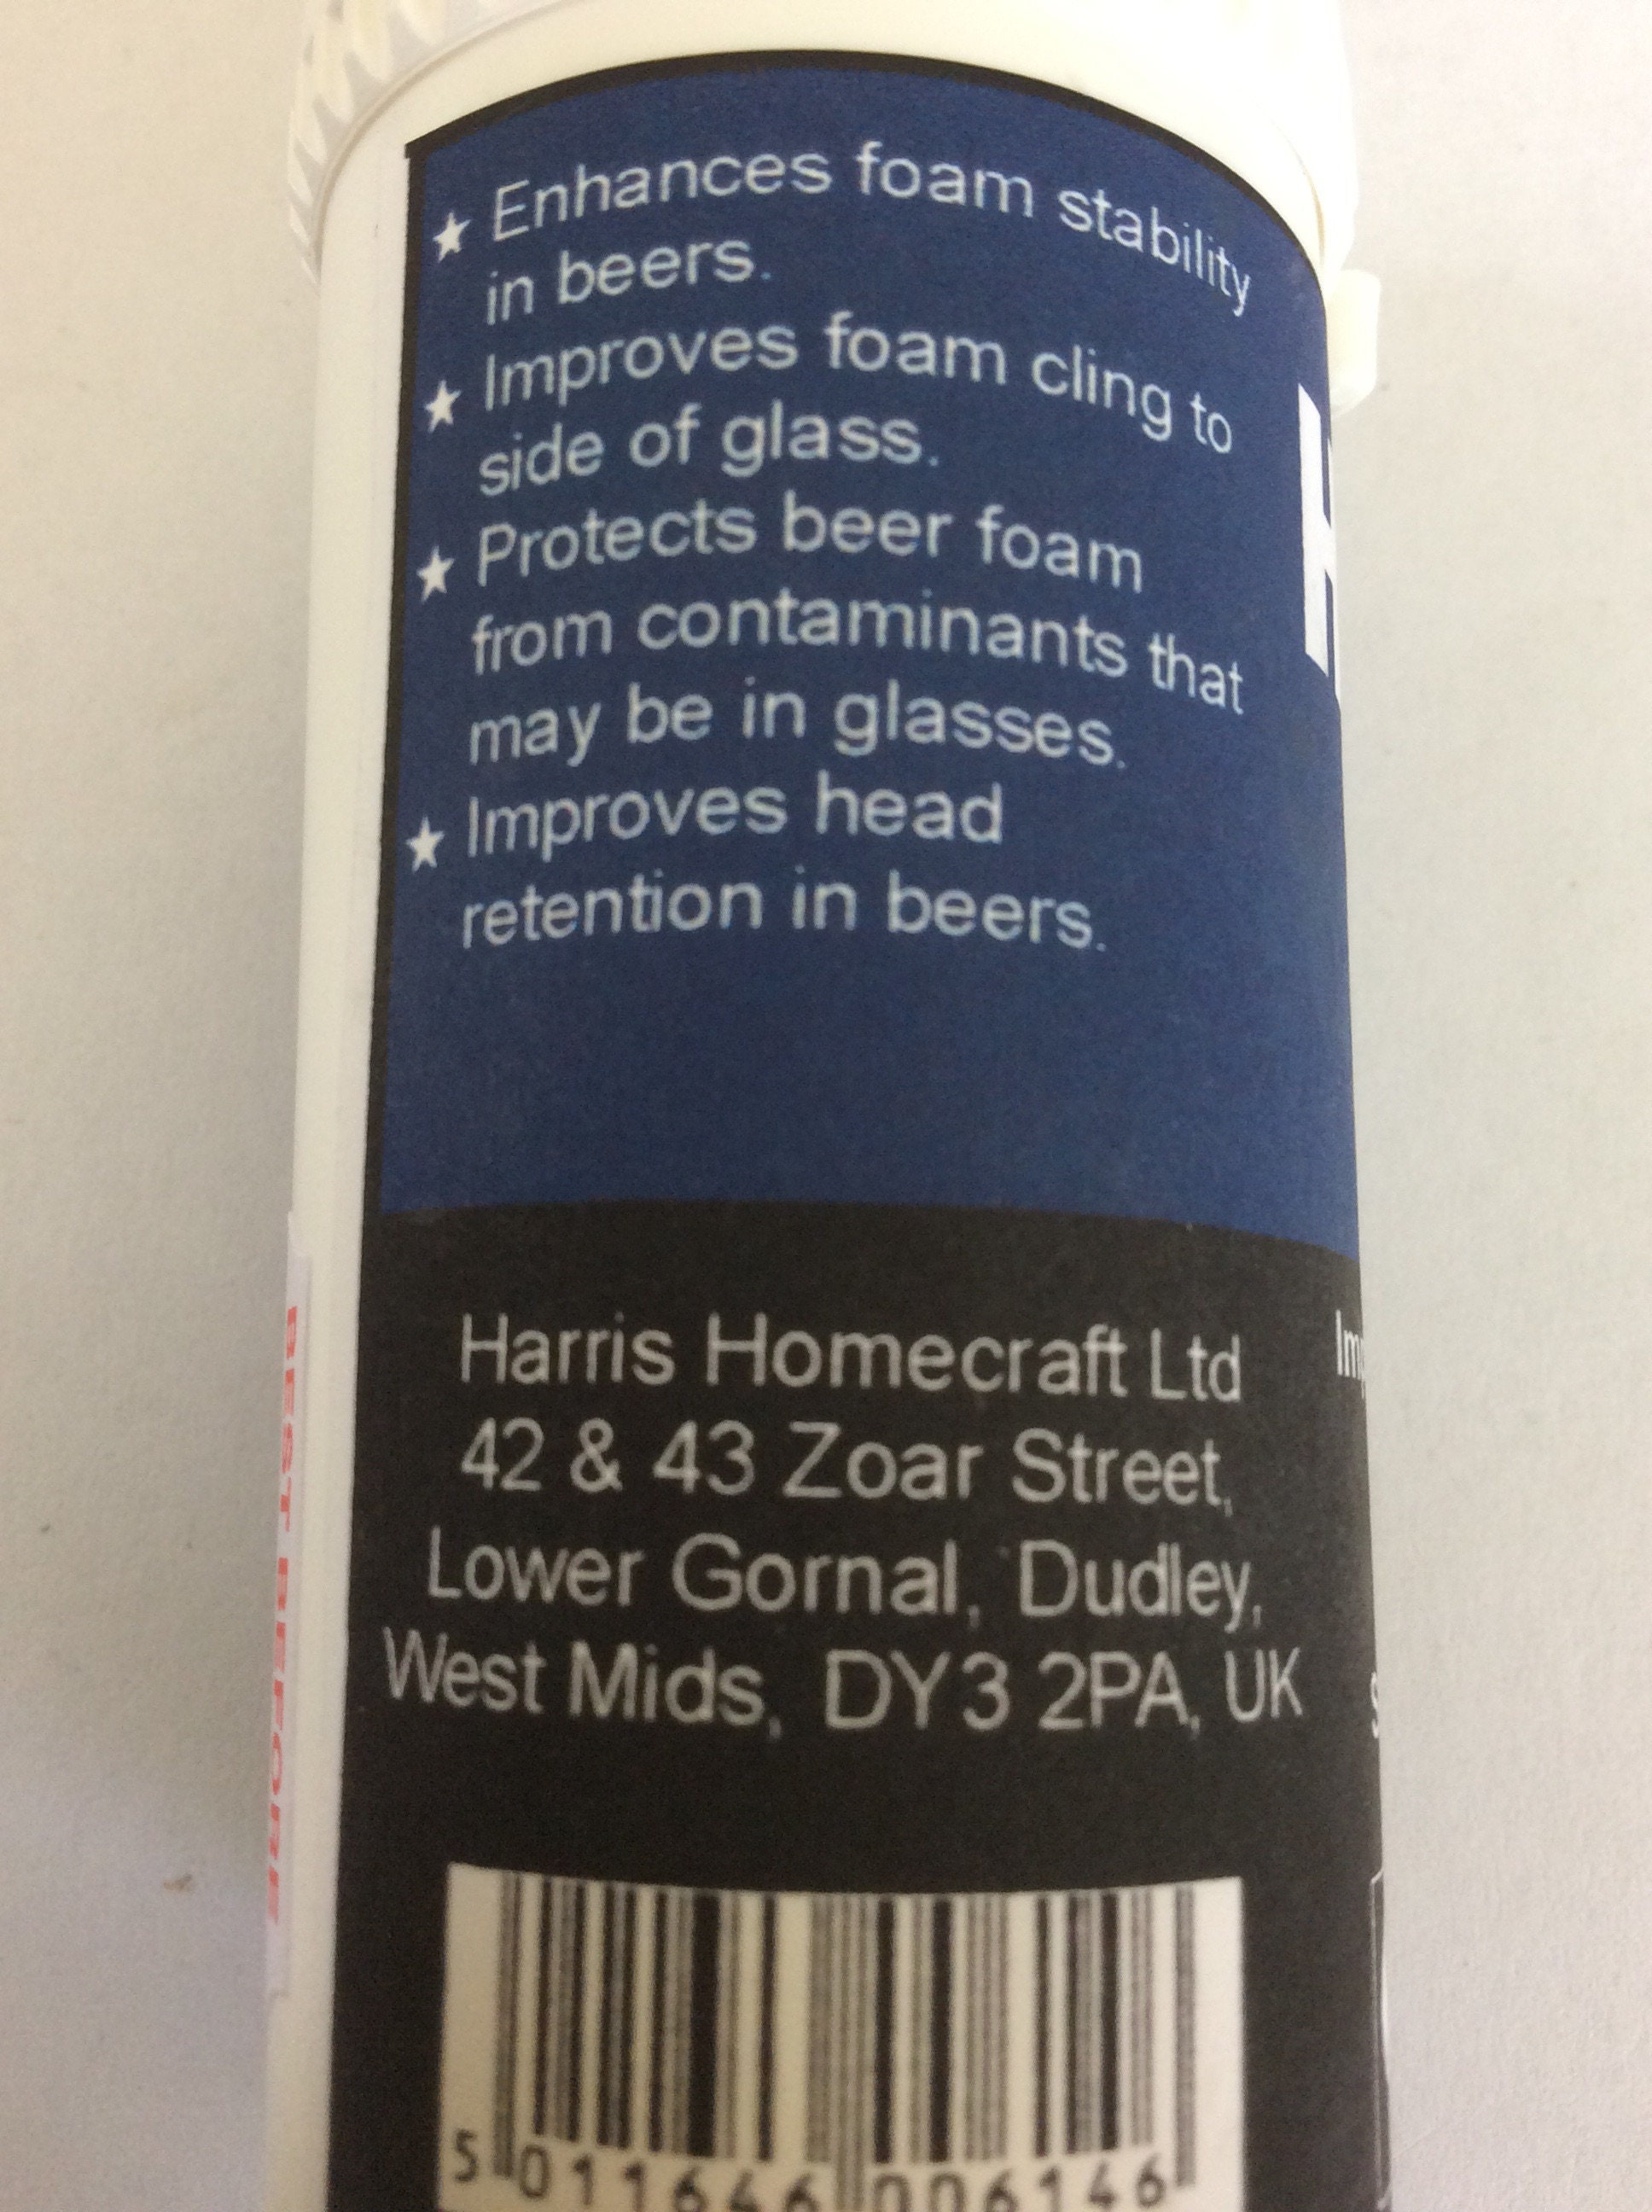 ★ Enhances foam stability
in beers.
★ Improves foam cling to
side of glass.
★ Protects beer foam
from contaminants that
may be in glasses.
★ Improves head
retention in beers.
Harris Homecraft Ltd
42 & 43 Zoar Street,
Lower Gornal, Dudley,
West Mids, DY3 2PA, UK
5 011646 006146
BEST BEFORE